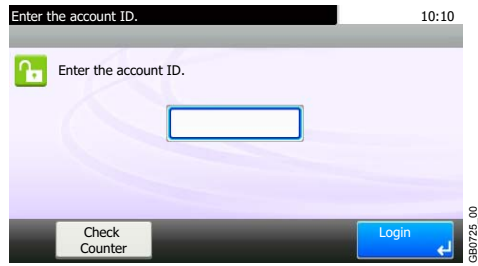 Enter the account ID.
10:10
Enter the account ID.
Check
Counter
Login
GB0725_00